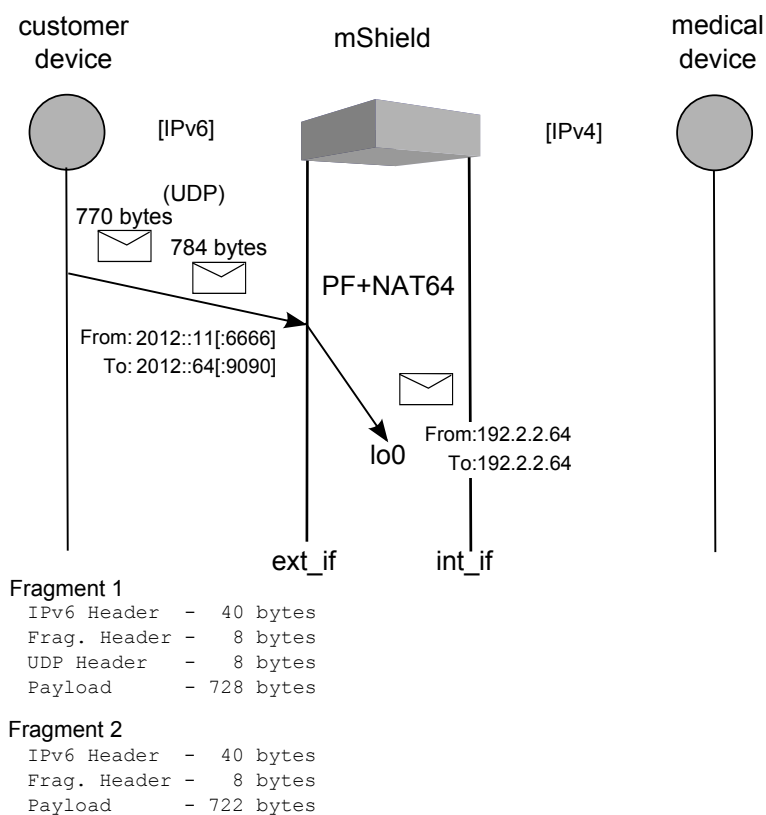 customer
device
mShield
medical
device
[IPv6]
[IPv4]
(UDP)
770 bytes
784 bytes
PF+NAT64
From: 2012::11[:6666]
To: 2012::64[:9090]
lo0
From:192.2.2.64
To:192.2.2.64
ext_if
int_if
Fragment 1
IPv6 Header - 40 bytes
Frag. Header - 8 bytes
UDP Header - 8 bytes
Payload - 728 bytes
Fragment 2
IPv6 Header - 40 bytes
Frag. Header - 8 bytes
Payload - 722 bytes